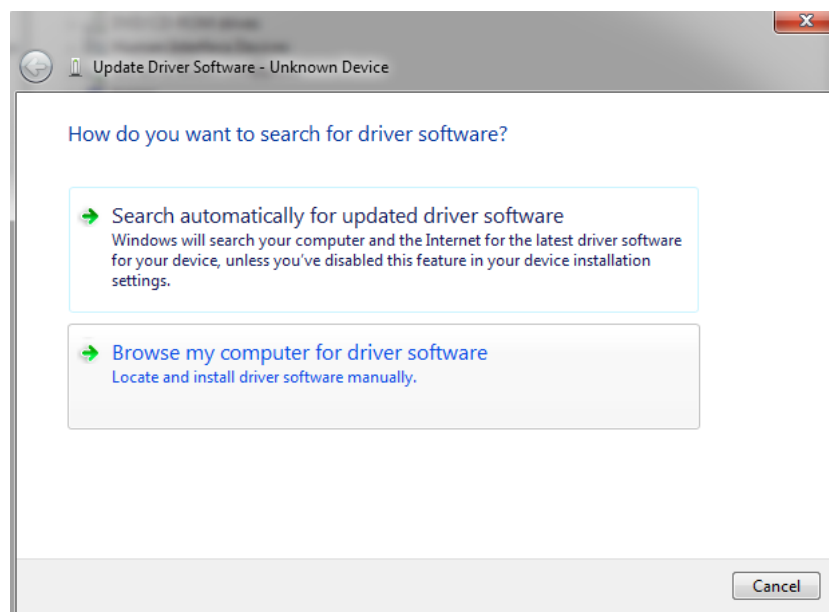 Update Driver Software - Unknown Device
How do you want to search for driver software?
Search automatically for updated driver software
Windows will search your computer and the Internet for the latest driver software
for your device, unless you've disabled this feature in your device installation
settings.
Browse my computer for driver software
Locate and install driver software manually.
Cancel